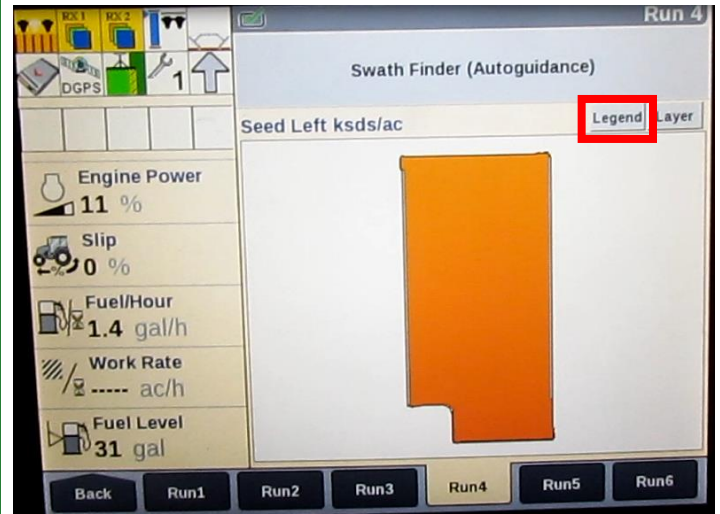 RX 1
RX 2
Run 4
DGPS
1
Swath Finder (Autoguidance)
Seed Left ksds/ac
Legend
Layer
Engine Power
11 %
Slip
0 %
Fuel/Hour
1.4 gal/h
Work Rate
----- ac/h
Fuel Level
31 gal
Back
Run1
Run2
Run3
Run4
Run5
Run6